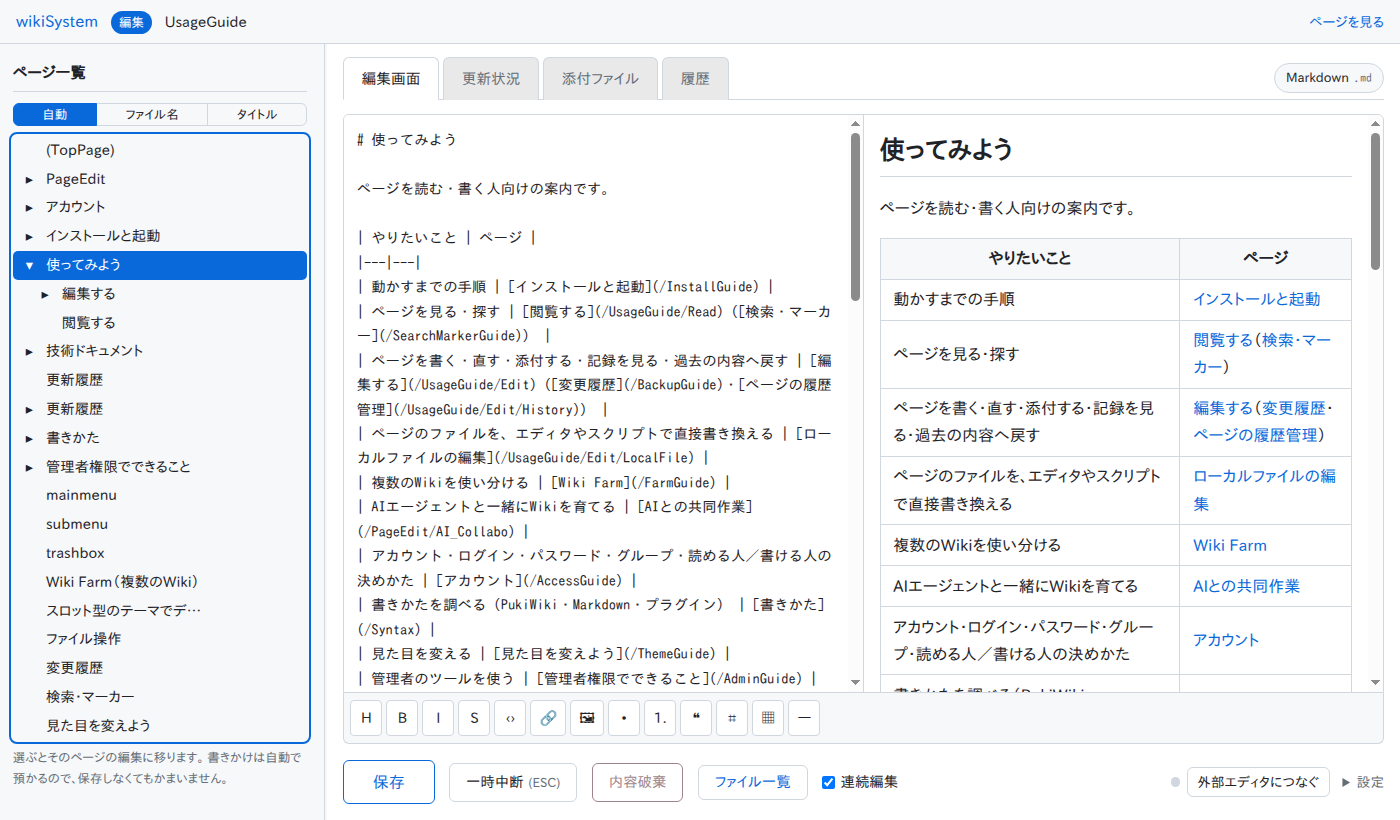 wikiSystem 編集 UsageGuide ページを見る
ページ一覧
自動 ファイル名 タイトル
(TopPage)
▶ PageEdit
▶ アカウント
▶ インストールと起動
▼ 使ってみよう
▶ 編集する
閲覧する
▶ 技術ドキュメント
更新履歴
▶ 更新履歴
▶ 書きかた
▶ 管理者権限でできること
mainmenu
submenu
trashbox
Wiki Farm（複数のWiki）
スロット型のテーマでデ…
ファイル操作
変更履歴
検索・マーカー
見た目を変えよう
選ぶとそのページの編集に移ります。書きかけは自動で
預かるので、保存しなくてもかまいません。
編集画面 更新状況 添付ファイル 履歴 Markdown .md
# 使ってみよう
ページを読む・書く人向けの案内です。
| やりたいこと | ページ |
|---|---|
| 動かすまでの手順 | [インストールと起動](/InstallGuide) |
| ページを見る・探す | [閲覧する](/UsageGuide/Read)（[検索・マーカ
ー](/SearchMarkerGuide)） |
| ページを書く・直す・添付する・記録を見る・過去の内容へ戻す | [編
集する](/UsageGuide/Edit)（[変更履歴](/BackupGuide)・[ページの履歴
管理](/UsageGuide/Edit/History)） |
| ページのファイルを、エディタやスクリプトで直接書き換える | [ロー
カルファイルの編集](/UsageGuide/Edit/LocalFile) |
| 複数のWikiを使い分ける | [Wiki Farm](/FarmGuide) |
| AIエージェントと一緒にWikiを育てる | [AIとの共同作業]
(/PageEdit/AI_Collabo) |
| アカウント・ログイン・パスワード・グループ・読める人／書ける人の
決めかた | [アカウント](/AccessGuide) |
| 書きかたを調べる（PukiWiki・Markdown・プラグイン） | [書きかた]
(/Syntax) |
| 見た目を変える | [見た目を変えよう](/ThemeGuide) |
| 管理者のツールを使う | [管理者権限でできること](/AdminGuide) |
使ってみよう
ページを読む・書く人向けの案内です。
やりたいこと ページ
動かすまでの手順 インストールと起動
ページを見る・探す 閲覧する（検索・マー
カー）
ページを書く・直す・添付する・記録を見 編集する（変更履歴・
る・過去の内容へ戻す ページの履歴管理）
ページのファイルを、エディタやスクリプト ローカルファイルの編
で直接書き換える 集
複数のWikiを使い分ける Wiki Farm
AIエージェントと一緒にWikiを育てる AIとの共同作業
アカウント・ログイン・パスワード・グルー
プ・読める人／書ける人の決めかた アカウント
H B I S ‹› 🔗 🖼 • 1. ❝ ⌗ ▦ —
保存 一時中断 (ESC) 内容破棄 ファイル一覧 連続編集 外部エディタにつなぐ ▶ 設定